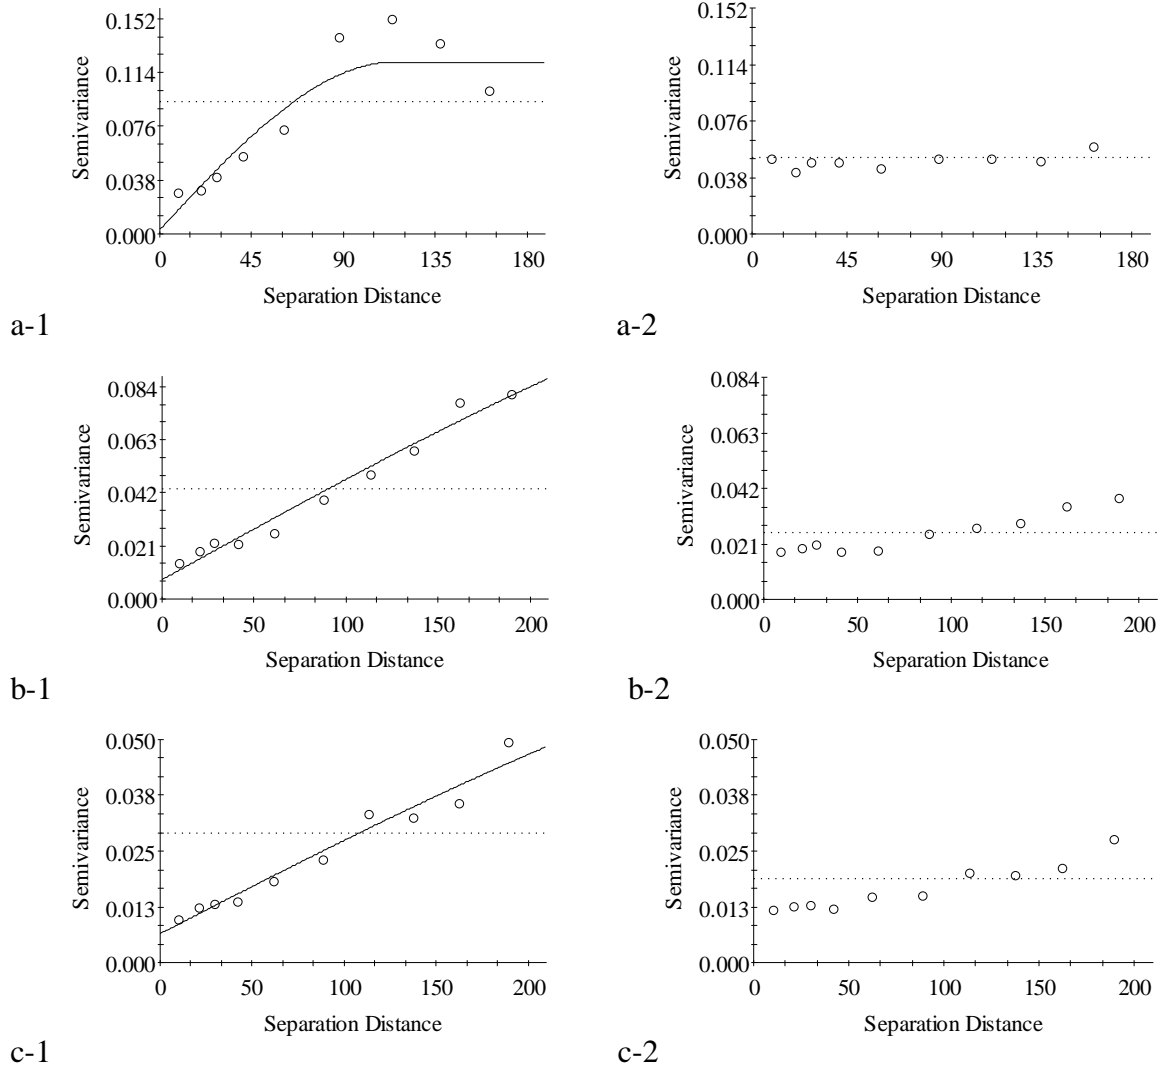 0.152
0.114
0.076
0.038
0.000
Semivariance
0 45 90 135 180
Separation Distance
a-1
0.152
0.114
0.076
0.038
0.000
Semivariance
0 45 90 135 180
Separation Distance
a-2
0.084
0.063
0.042
0.021
0.000
Semivariance
0 50 100 150 200
Separation Distance
b-1
0.084
0.063
0.042
0.021
0.000
Semivariance
0 50 100 150 200
Separation Distance
b-2
0.050
0.038
0.025
0.013
0.000
Semivariance
0 50 100 150 200
Separation Distance
c-1
0.050
0.038
0.025
0.013
0.000
Semivariance
0 50 100 150 200
Separation Distance
c-2